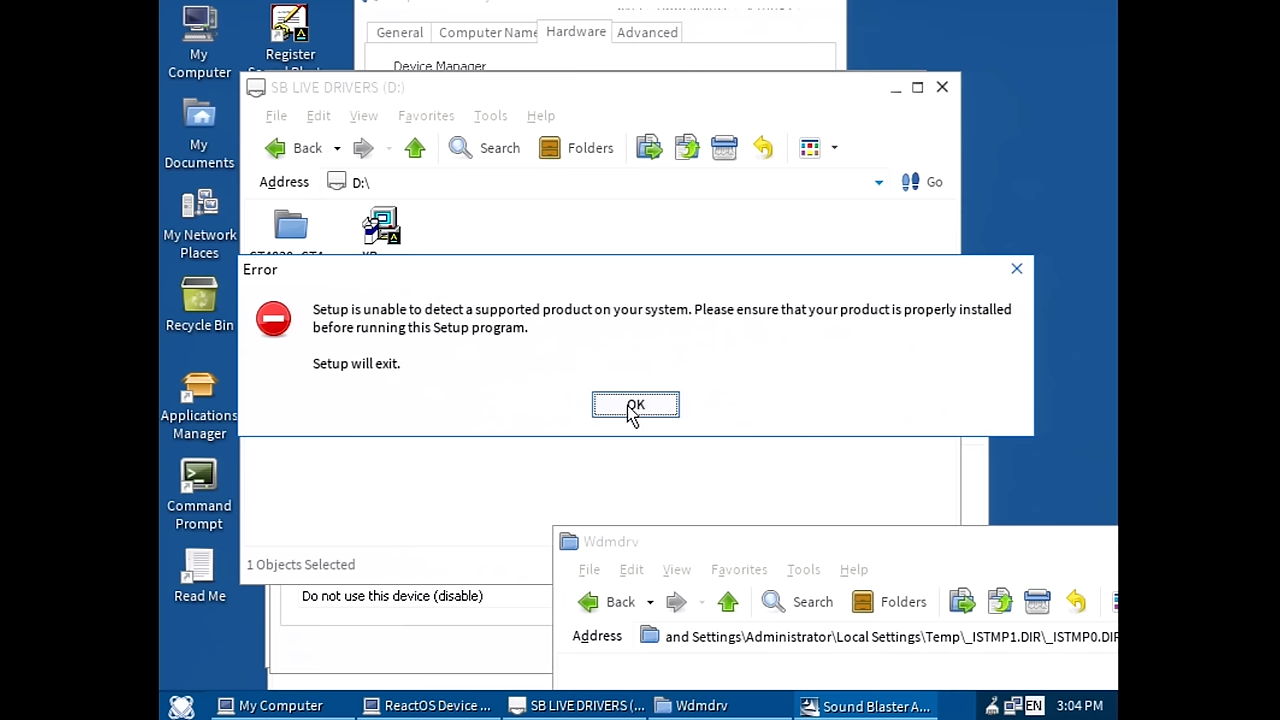 My Computer
Register
General
Computer Name
Hardware
Advanced
Device Manager
SB LIVE DRIVERS (D:)
File Edit View Favorites Tools Help
Back Search Folders
Address D:\ Go
My Documents
My Network Places
Recycle Bin
Applications Manager
Command Prompt
Read Me
Error
Setup is unable to detect a supported product on your system. Please ensure that your product is properly installed
before running this Setup program.
Setup will exit.
OK
1 Objects Selected
Do not use this device (disable)
Wdmdrv
File Edit View Favorites Tools Help
Back Search Folders
Address and Settings\Administrator\Local Settings\Temp\_ISTMP1.DIR\_ISTMP0.DIR
My Computer
ReactOS Device ...
SB LIVE DRIVERS (...
Wdmdrv
Sound Blaster A...
EN
3:04 PM